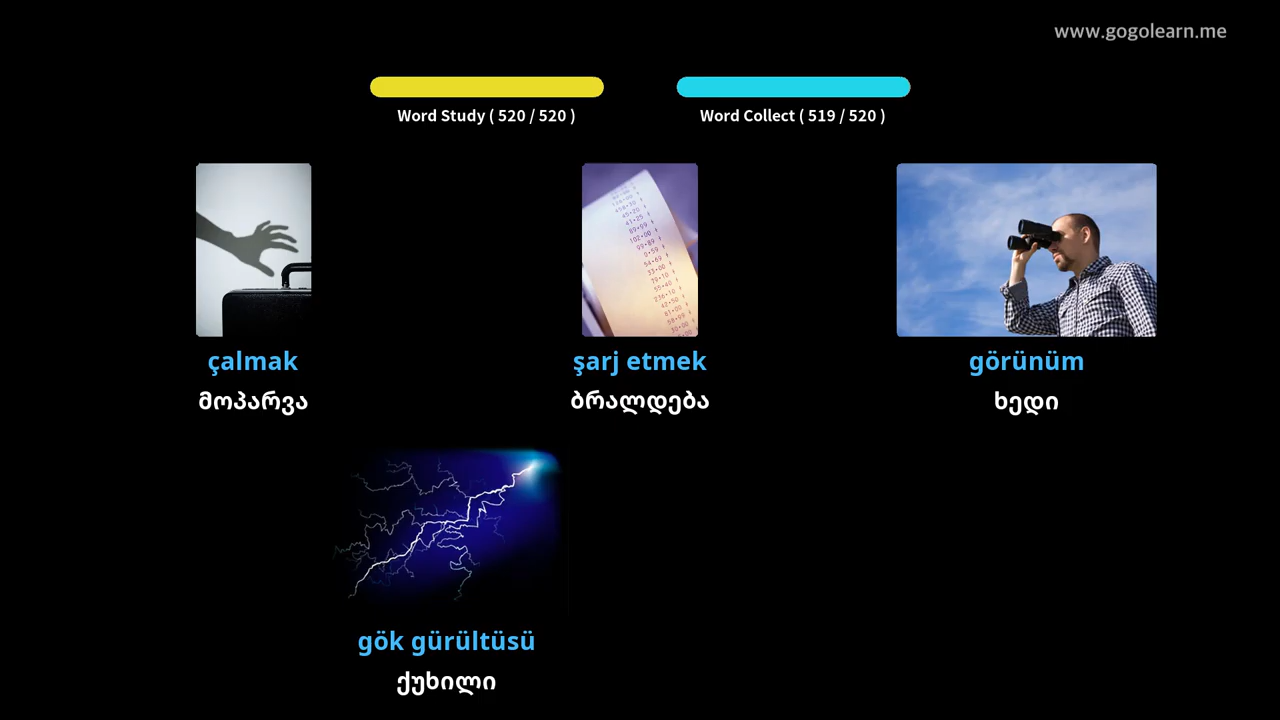 www.gogolearn.me
Word Study ( 520 / 520 )
Word Collect ( 519 / 520 )
çalmak
მოპარვა
şarj etmek
ბრალდება
görünüm
ხედი
gök gürültüsü
ქუხილი